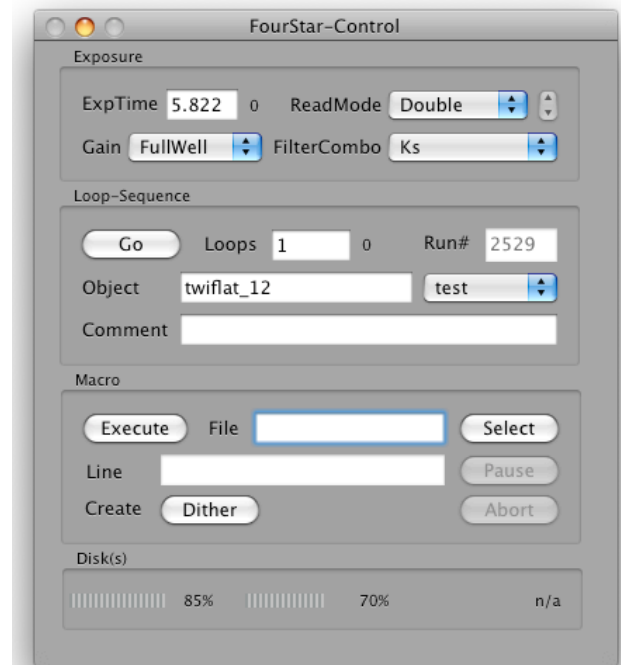 FourStar-Control
Exposure
ExpTime 5.822 0 ReadMode Double
Gain FullWell FilterCombo Ks
Loop-Sequence
Go Loops 1 0 Run# 2529
Object twiflat_12 test
Comment
Macro
Execute File Select
Line Pause
Create Dither Abort
Disk(s)
85% 70% n/a